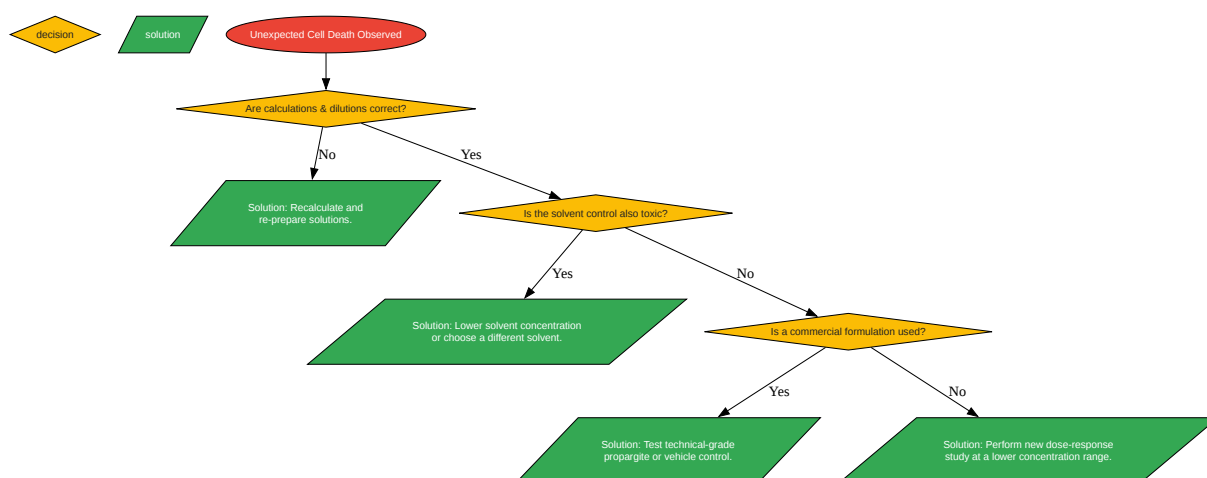 decision
solution
Unexpected Cell Death Observed
Are calculations & dilutions correct?
No
Yes
Solution: Recalculate and
re-prepare solutions.
Is the solvent control also toxic?
Yes
No
Solution: Lower solvent concentration
or choose a different solvent.
Is a commercial formulation used?
Yes
No
Solution: Test technical-grade
propargite or vehicle control.
Solution: Perform new dose-response
study at a lower concentration range.